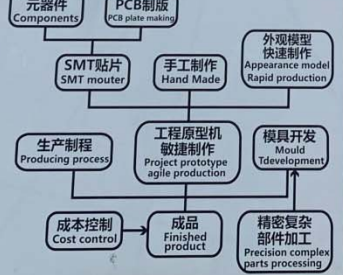 元器件
Components
PCB制版
PCB plate making
SMT贴片
SMT mouter
手工制作
Hand Made
外观模型
快速制作
Appearance model
Rapid production
生产制程
Producing process
工程原型机
敏捷制作
Project prototype
agile production
模具开发
Mould
Tdevelopment
成本控制
Cost control
成品
Finished
product
精密复杂
部件加工
Precision complex
parts processing